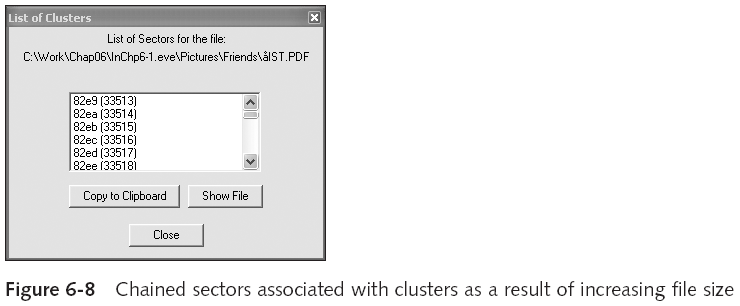 List of Clusters
List of Sectors for the file:
C:\Work\Chap06\InChp6-1.eve\Pictures\Friends\åIST.PDF
82e9 (33513)
82ea (33514)
82eb (33515)
82ec (33516)
82ed (33517)
82ee (33518)
Copy to Clipboard Show File
Close
Figure 6-8 Chained sectors associated with clusters as a result of increasing file size